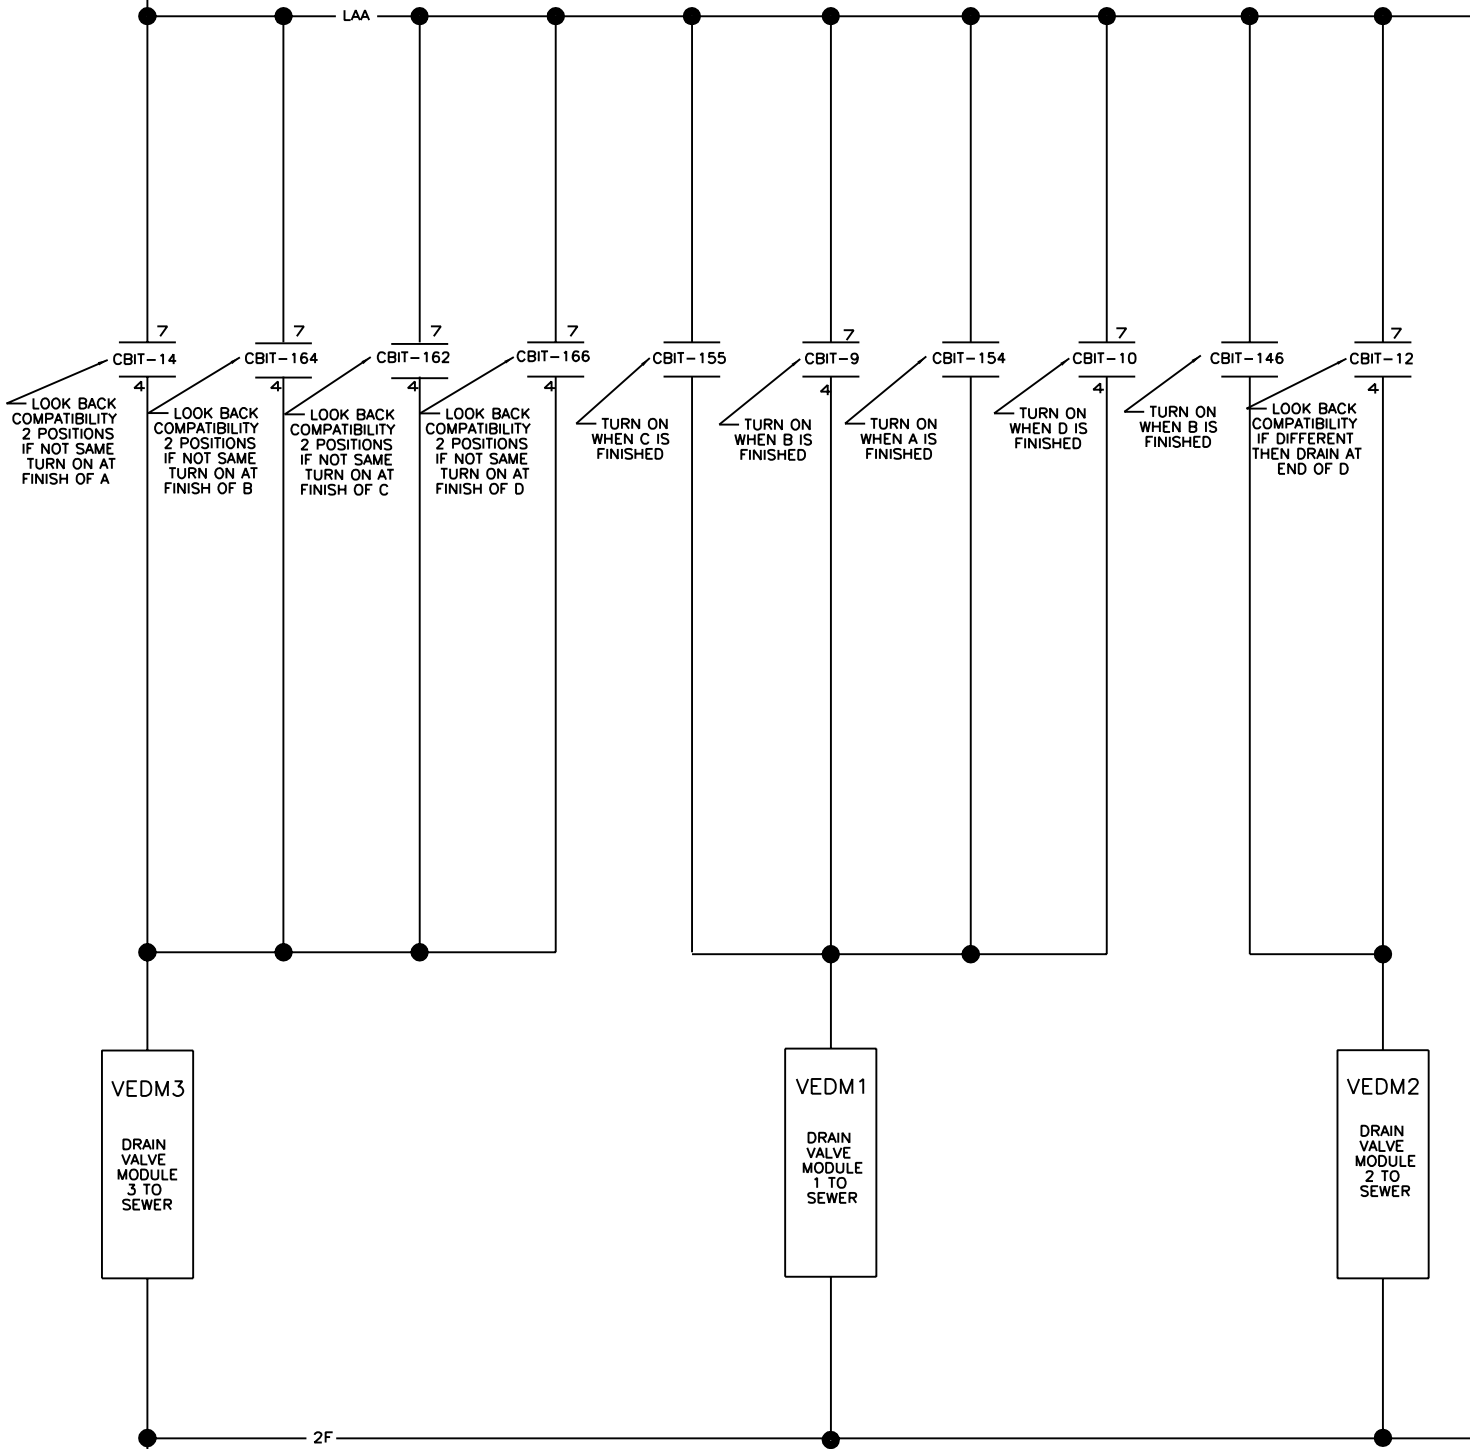 LAA
7
CBIT-14
4
LOOK BACK
COMPATIBILITY
2 POSITIONS
IF NOT SAME
TURN ON AT
FINISH OF A
7
CBIT-164
4
LOOK BACK
COMPATIBILITY
2 POSITIONS
IF NOT SAME
TURN ON AT
FINISH OF B
7
CBIT-162
4
LOOK BACK
COMPATIBILITY
2 POSITIONS
IF NOT SAME
TURN ON AT
FINISH OF C
7
CBIT-166
4
LOOK BACK
COMPATIBILITY
2 POSITIONS
IF NOT SAME
TURN ON AT
FINISH OF D
CBIT-155
TURN ON
WHEN C IS
FINISHED
7
CBIT-9
4
TURN ON
WHEN B IS
FINISHED
CBIT-154
TURN ON
WHEN A IS
FINISHED
7
CBIT-10
4
TURN ON
WHEN D IS
FINISHED
CBIT-146
TURN ON
WHEN B IS
FINISHED
7
CBIT-12
4
LOOK BACK
COMPATIBILITY
IF DIFFERENT
THEN DRAIN AT
END OF D
VEDM3
DRAIN
VALVE
MODULE
3 TO
SEWER
VEDM1
DRAIN
VALVE
MODULE
1 TO
SEWER
VEDM2
DRAIN
VALVE
MODULE
2 TO
SEWER
2F